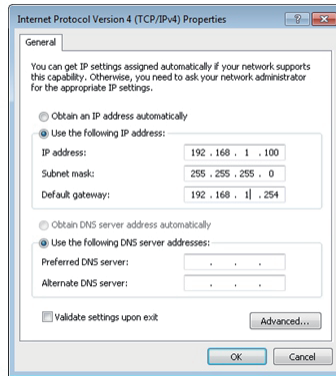 Internet Protocol Version 4 (TCP/IPv4) Properties
General
You can get IP settings assigned automatically if your network supports
this capability. Otherwise, you need to ask your network administrator
for the appropriate IP settings.
Obtain an IP address automatically
Use the following IP address:
IP address: 192 . 168 . 1 . 100
Subnet mask: 255 . 255 . 255 . 0
Default gateway: 192 . 168 . 1 . 254
Obtain DNS server address automatically
Use the following DNS server addresses:
Preferred DNS server: . . .
Alternate DNS server: . . .
Validate settings upon exit
Advanced...
OK Cancel